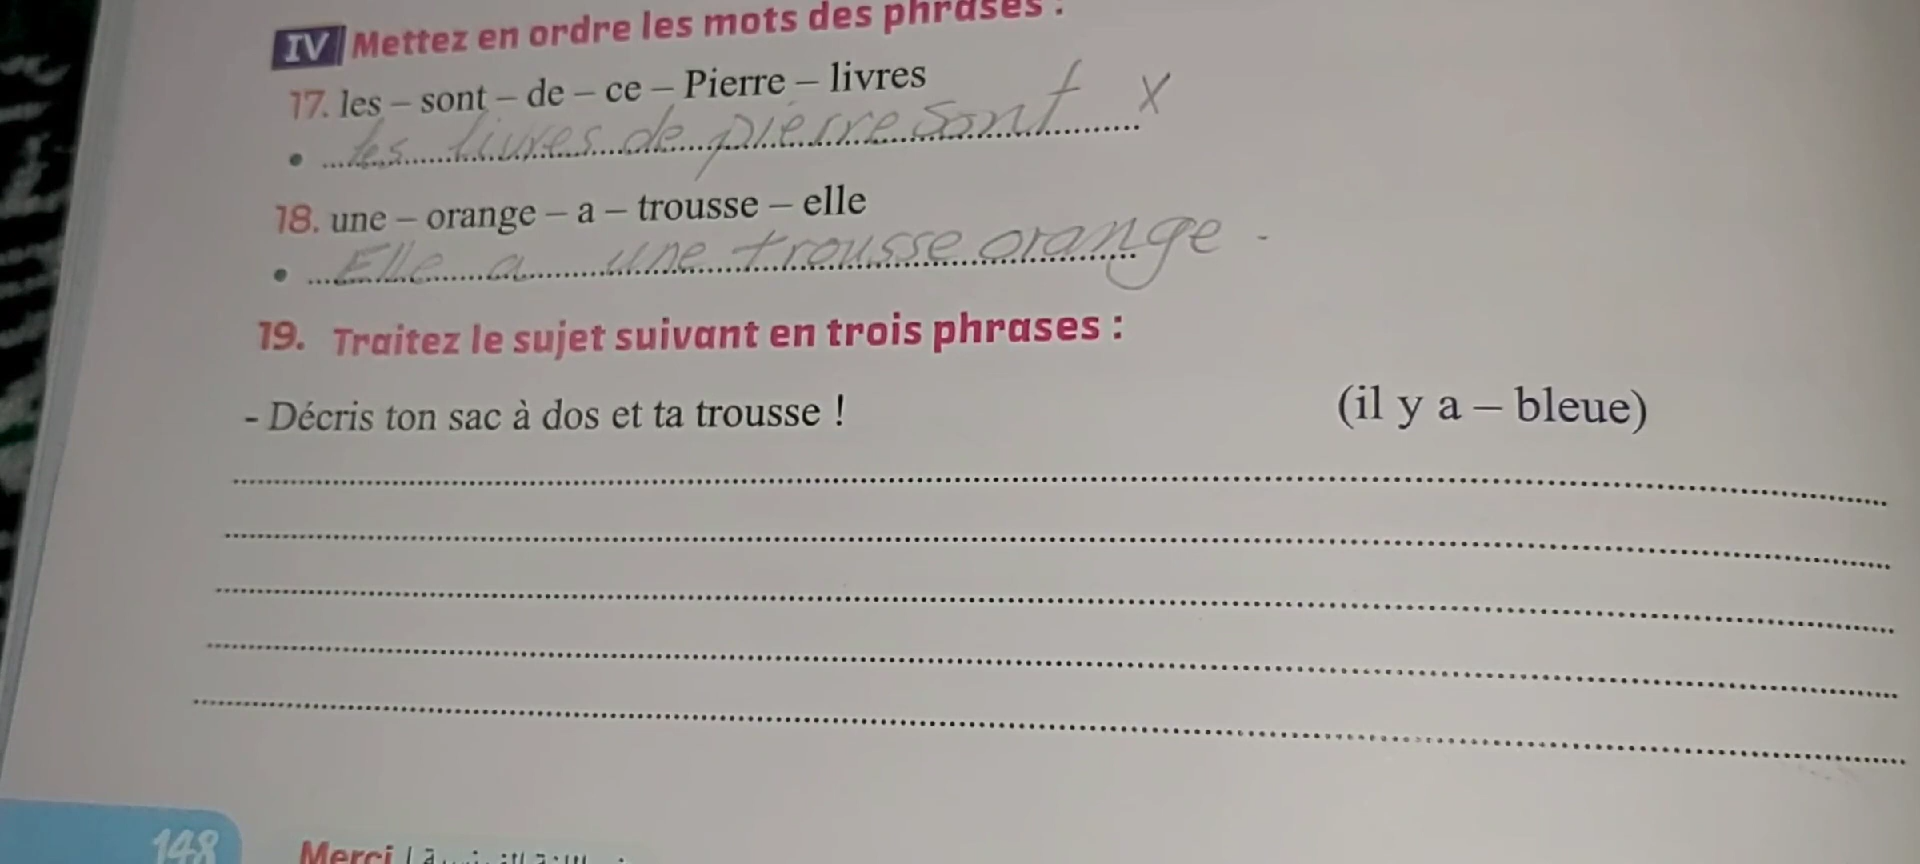 IV Mettez en ordre les mots des phrases :
17. les – sont – de – ce – Pierre – livres
• les livres de pierre sont x
18. une – orange – a – trousse – elle
• Elle a une trousse orange .
19. Traitez le sujet suivant en trois phrases :
- Décris ton sac à dos et ta trousse ! (il y a – bleue)
148 Merci !